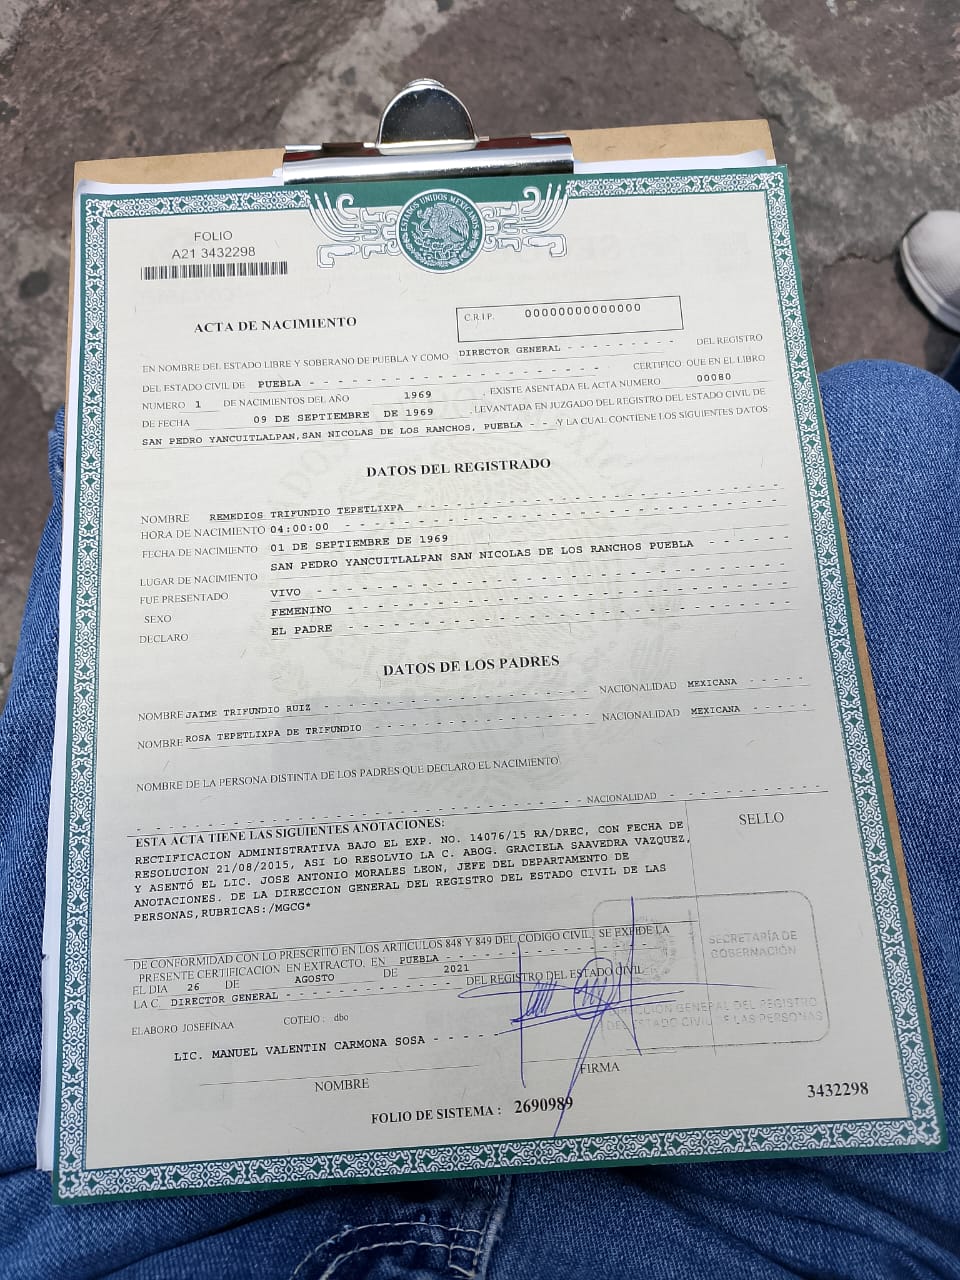 ESTADOS UNIDOS MEXICANOS
FOLIO
A21 3432298
ACTA DE NACIMIENTO
C.R.I.P. 00000000000000
EN NOMBRE DEL ESTADO LIBRE Y SOBERANO DE PUEBLA Y COMO DIRECTOR GENERAL - - - - - - - - - DEL REGISTRO
DEL ESTADO CIVIL DE PUEBLA - - - - - - - - - - - - - - - - - - - - CERTIFICO QUE EN EL LIBRO
NUMERO 1 DE NACIMIENTOS DEL AÑO 1969 , EXISTE ASENTADA EL ACTA NUMERO 00080
DE FECHA 09 DE SEPTIEMBRE DE 1969 , LEVANTADA EN JUZGADO DEL REGISTRO DEL ESTADO CIVIL DE
SAN PEDRO YANCUITLALPAN,SAN NICOLAS DE LOS RANCHOS, PUEBLA - - - Y LA CUAL CONTIENE LOS SIGUIENTES DATOS
DATOS DEL REGISTRADO
NOMBRE REMEDIOS TRIFUNDIO TEPETLIXPA
HORA DE NACIMIENTO 04:00:00
FECHA DE NACIMIENTO 01 DE SEPTIEMBRE DE 1969
LUGAR DE NACIMIENTO SAN PEDRO YANCUITLALPAN SAN NICOLAS DE LOS RANCHOS PUEBLA
FUE PRESENTADO VIVO
SEXO FEMENINO
DECLARO EL PADRE
DATOS DE LOS PADRES
NOMBRE JAIME TRIFUNDIO RUIZ NACIONALIDAD MEXICANA
NOMBRE ROSA TEPETLIXPA DE TRIFUNDIO NACIONALIDAD MEXICANA
NOMBRE DE LA PERSONA DISTINTA DE LOS PADRES QUE DECLARO EL NACIMIENTO
NACIONALIDAD
ESTA ACTA TIENE LAS SIGUIENTES ANOTACIONES:
RECTIFICACION ADMINISTRATIVA BAJO EL EXP. NO. 14076/15 RA/DREC, CON FECHA DE
RESOLUCION 21/08/2015, ASI LO RESOLVIO LA C. ABOG. GRACIELA SAAVEDRA VAZQUEZ,
Y ASENTÓ EL LIC. JOSE ANTONIO MORALES LEON, JEFE DEL DEPARTAMENTO DE
ANOTACIONES. DE LA DIRECCION GENERAL DEL REGISTRO DEL ESTADO CIVIL DE LAS
PERSONAS,RUBRICAS:/MGCG*
SELLO
DE CONFORMIDAD CON LO PRESCRITO EN LOS ARTICULOS 848 Y 849 DEL CODIGO CIVIL, SE EXPIDE LA
PRESENTE CERTIFICACION EN EXTRACTO, EN PUEBLA
EL DIA 26 DE AGOSTO DE 2021
LA C. DIRECTOR GENERAL - - - - - - - - - - - - - DEL REGISTRO DEL ESTADO CIVIL
SECRETARÍA DE
GOBERNACIÓN
DIRECCIÓN GENERAL DEL REGISTRO
DEL ESTADO CIVIL DE LAS PERSONAS
ELABORO JOSEFINAA COTEJO: dbo
LIC. MANUEL VALENTIN CARMONA SOSA - - - - -
NOMBRE
FIRMA
FOLIO DE SISTEMA : 2690989
3432298